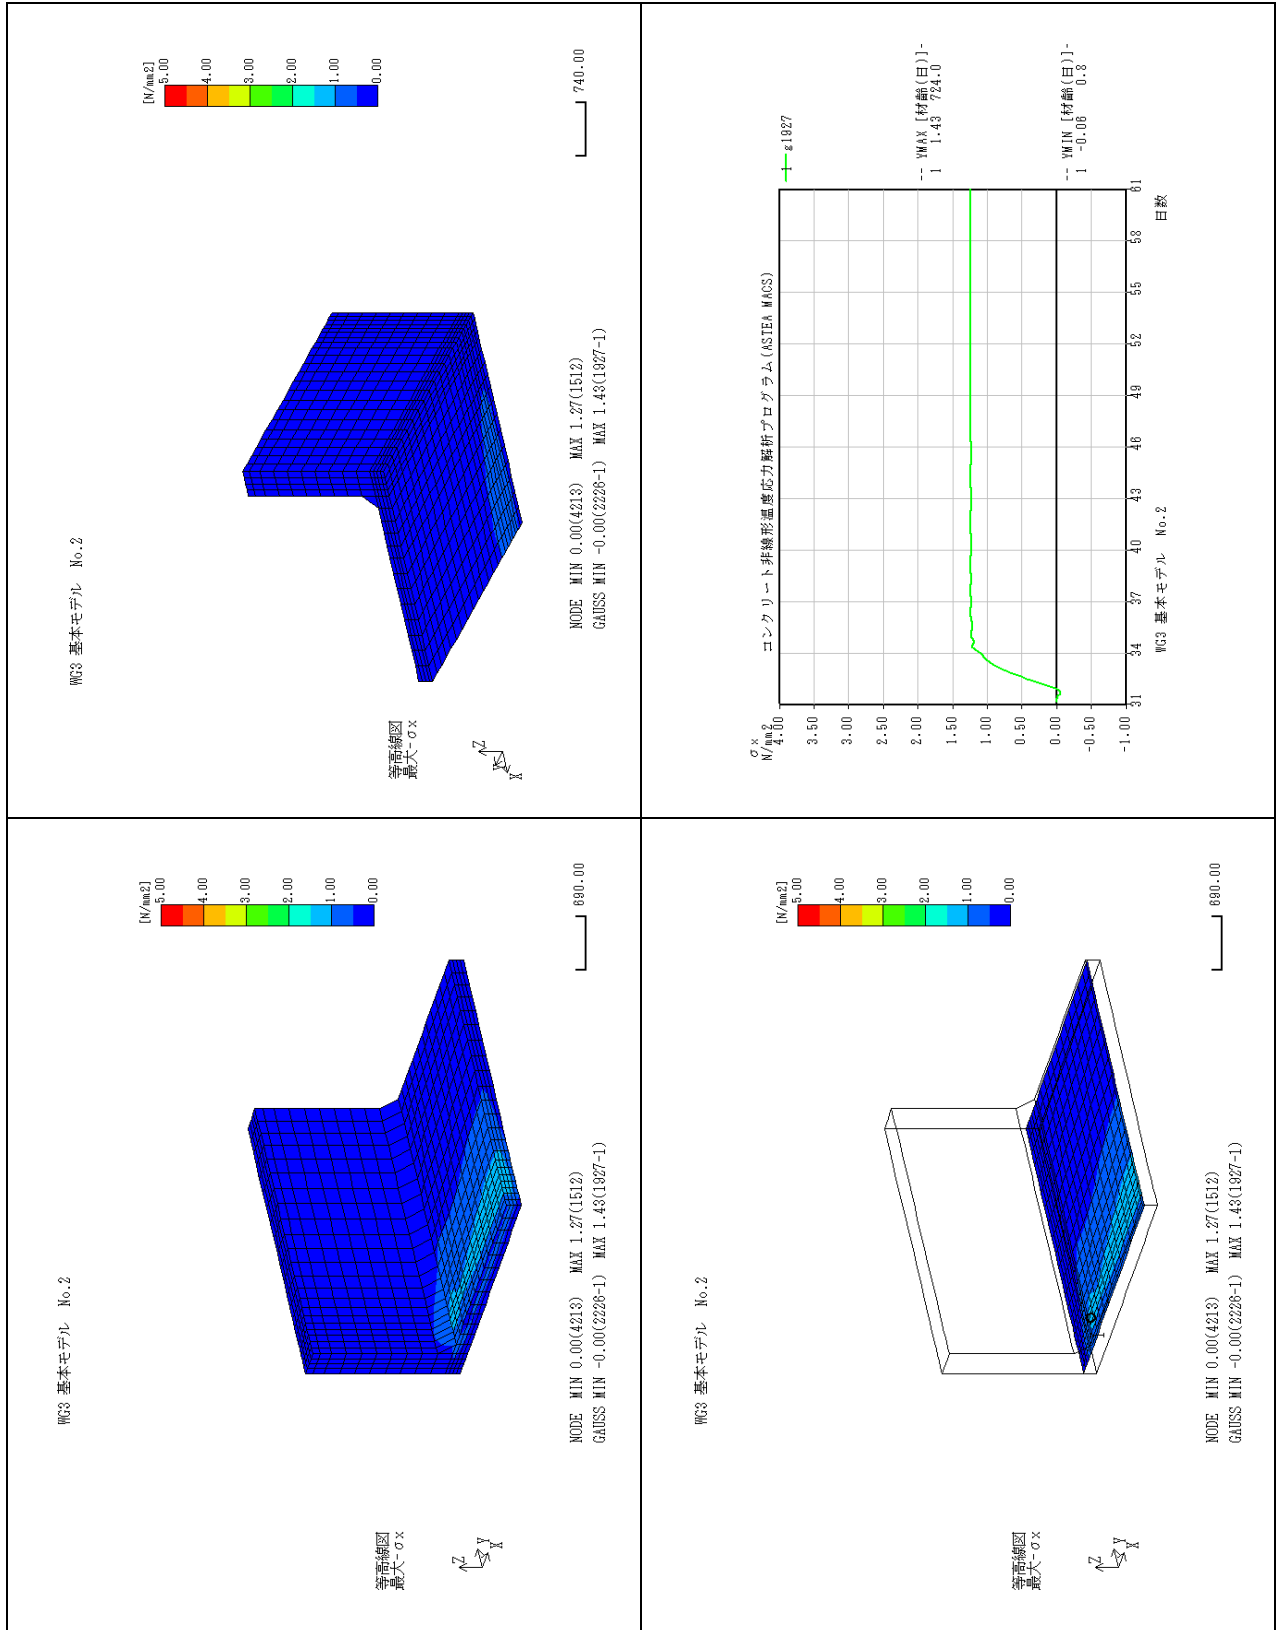 WG3 基本モデル No.2
[N/mm2]
5.00
4.00
3.00
2.00
1.00
0.00
等高線図
最大-σx
Z
Y
X
740.00
NODE MIN 0.00(4213) MAX 1.27(1512)
GAUSS MIN -0.00(2226-1) MAX 1.43(1927-1)
コンクリート非線形温度応力解析プログラム(ASTEA MACS)
σx
N/mm2
4.00
3.50
3.00
2.50
2.00
1.50
1.00
0.50
0.00
-0.50
-1.00
31 34 37 40 43 46 49 52 55 58 61
日数
WG3 基本モデル No.2
1 g1927
-- YMAX [材齢(日)]-
1 1.43 724.0
-- YMIN [材齢(日)]-
1 -0.06 0.8
WG3 基本モデル No.2
[N/mm2]
5.00
4.00
3.00
2.00
1.00
0.00
等高線図
最大-σx
Z
Y
X
690.00
NODE MIN 0.00(4213) MAX 1.27(1512)
GAUSS MIN -0.00(2226-1) MAX 1.43(1927-1)
WG3 基本モデル No.2
[N/mm2]
5.00
4.00
3.00
2.00
1.00
0.00
1
等高線図
最大-σx
Z
Y
X
690.00
NODE MIN 0.00(4213) MAX 1.27(1512)
GAUSS MIN -0.00(2226-1) MAX 1.43(1927-1)